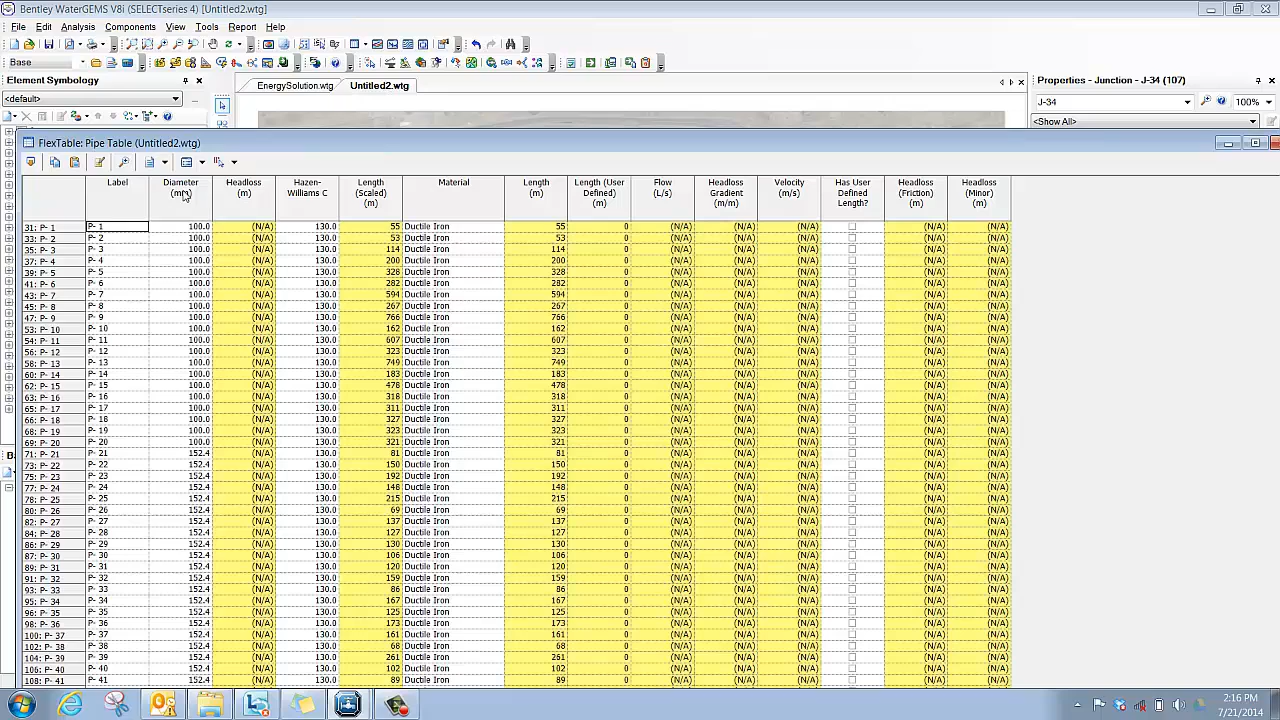 Bentley WaterGEMS V8i (SELECTseries 4) [Untitled2.wtg]
File Edit Analysis Components View Tools Report Help
Base
Element Symbology
EnergySolution.wtg Untitled2.wtg
Properties - Junction - J-34 (107)
<default>
J-34 100%
<Show All>
FlexTable: Pipe Table (Untitled2.wtg)
Label Diameter (mm) Headloss (m) Hazen-Williams C Length (Scaled) (m) Material Length (m) Length (User Defined) (m) Flow (L/s) Headloss Gradient (m/m) Velocity (m/s) Has User Defined Length? Headloss (Friction) (m) Headloss (Minor) (m)
31: P- 1 P- 1 100.0 (N/A) 130.0 55 Ductile Iron 55 0 (N/A) (N/A) (N/A) (N/A) (N/A)
33: P- 2 P- 2 100.0 (N/A) 130.0 53 Ductile Iron 53 0 (N/A) (N/A) (N/A) (N/A) (N/A)
35: P- 3 P- 3 100.0 (N/A) 130.0 114 Ductile Iron 114 0 (N/A) (N/A) (N/A) (N/A) (N/A)
37: P- 4 P- 4 100.0 (N/A) 130.0 200 Ductile Iron 200 0 (N/A) (N/A) (N/A) (N/A) (N/A)
39: P- 5 P- 5 100.0 (N/A) 130.0 328 Ductile Iron 328 0 (N/A) (N/A) (N/A) (N/A) (N/A)
41: P- 6 P- 6 100.0 (N/A) 130.0 282 Ductile Iron 282 0 (N/A) (N/A) (N/A) (N/A) (N/A)
43: P- 7 P- 7 100.0 (N/A) 130.0 594 Ductile Iron 594 0 (N/A) (N/A) (N/A) (N/A) (N/A)
45: P- 8 P- 8 100.0 (N/A) 130.0 267 Ductile Iron 267 0 (N/A) (N/A) (N/A) (N/A) (N/A)
47: P- 9 P- 9 100.0 (N/A) 130.0 766 Ductile Iron 766 0 (N/A) (N/A) (N/A) (N/A) (N/A)
53: P- 10 P- 10 100.0 (N/A) 130.0 162 Ductile Iron 162 0 (N/A) (N/A) (N/A) (N/A) (N/A)
54: P- 11 P- 11 100.0 (N/A) 130.0 607 Ductile Iron 607 0 (N/A) (N/A) (N/A) (N/A) (N/A)
56: P- 12 P- 12 100.0 (N/A) 130.0 323 Ductile Iron 323 0 (N/A) (N/A) (N/A) (N/A) (N/A)
58: P- 13 P- 13 100.0 (N/A) 130.0 749 Ductile Iron 749 0 (N/A) (N/A) (N/A) (N/A) (N/A)
60: P- 14 P- 14 100.0 (N/A) 130.0 183 Ductile Iron 183 0 (N/A) (N/A) (N/A) (N/A) (N/A)
62: P- 15 P- 15 100.0 (N/A) 130.0 478 Ductile Iron 478 0 (N/A) (N/A) (N/A) (N/A) (N/A)
63: P- 16 P- 16 100.0 (N/A) 130.0 318 Ductile Iron 318 0 (N/A) (N/A) (N/A) (N/A) (N/A)
65: P- 17 P- 17 100.0 (N/A) 130.0 311 Ductile Iron 311 0 (N/A) (N/A) (N/A) (N/A) (N/A)
66: P- 18 P- 18 100.0 (N/A) 130.0 327 Ductile Iron 327 0 (N/A) (N/A) (N/A) (N/A) (N/A)
68: P- 19 P- 19 100.0 (N/A) 130.0 323 Ductile Iron 323 0 (N/A) (N/A) (N/A) (N/A) (N/A)
69: P- 20 P- 20 100.0 (N/A) 130.0 321 Ductile Iron 321 0 (N/A) (N/A) (N/A) (N/A) (N/A)
71: P- 21 P- 21 152.4 (N/A) 130.0 81 Ductile Iron 81 0 (N/A) (N/A) (N/A) (N/A) (N/A)
73: P- 22 P- 22 152.4 (N/A) 130.0 150 Ductile Iron 150 0 (N/A) (N/A) (N/A) (N/A) (N/A)
75: P- 23 P- 23 152.4 (N/A) 130.0 192 Ductile Iron 192 0 (N/A) (N/A) (N/A) (N/A) (N/A)
77: P- 24 P- 24 152.4 (N/A) 130.0 148 Ductile Iron 148 0 (N/A) (N/A) (N/A) (N/A) (N/A)
78: P- 25 P- 25 152.4 (N/A) 130.0 215 Ductile Iron 215 0 (N/A) (N/A) (N/A) (N/A) (N/A)
80: P- 26 P- 26 152.4 (N/A) 130.0 69 Ductile Iron 69 0 (N/A) (N/A) (N/A) (N/A) (N/A)
82: P- 27 P- 27 152.4 (N/A) 130.0 137 Ductile Iron 137 0 (N/A) (N/A) (N/A) (N/A) (N/A)
84: P- 28 P- 28 152.4 (N/A) 130.0 127 Ductile Iron 127 0 (N/A) (N/A) (N/A) (N/A) (N/A)
86: P- 29 P- 29 152.4 (N/A) 130.0 130 Ductile Iron 130 0 (N/A) (N/A) (N/A) (N/A) (N/A)
87: P- 30 P- 30 152.4 (N/A) 130.0 106 Ductile Iron 106 0 (N/A) (N/A) (N/A) (N/A) (N/A)
89: P- 31 P- 31 152.4 (N/A) 130.0 120 Ductile Iron 120 0 (N/A) (N/A) (N/A) (N/A) (N/A)
91: P- 32 P- 32 152.4 (N/A) 130.0 159 Ductile Iron 159 0 (N/A) (N/A) (N/A) (N/A) (N/A)
93: P- 33 P- 33 152.4 (N/A) 130.0 86 Ductile Iron 86 0 (N/A) (N/A) (N/A) (N/A) (N/A)
95: P- 34 P- 34 152.4 (N/A) 130.0 167 Ductile Iron 167 0 (N/A) (N/A) (N/A) (N/A) (N/A)
96: P- 35 P- 35 152.4 (N/A) 130.0 125 Ductile Iron 125 0 (N/A) (N/A) (N/A) (N/A) (N/A)
98: P- 36 P- 36 152.4 (N/A) 130.0 173 Ductile Iron 173 0 (N/A) (N/A) (N/A) (N/A) (N/A)
100: P- 37 P- 37 152.4 (N/A) 130.0 161 Ductile Iron 161 0 (N/A) (N/A) (N/A) (N/A) (N/A)
102: P- 38 P- 38 152.4 (N/A) 130.0 68 Ductile Iron 68 0 (N/A) (N/A) (N/A) (N/A) (N/A)
104: P- 39 P- 39 152.4 (N/A) 130.0 261 Ductile Iron 261 0 (N/A) (N/A) (N/A) (N/A) (N/A)
106: P- 40 P- 40 152.4 (N/A) 130.0 102 Ductile Iron 102 0 (N/A) (N/A) (N/A) (N/A) (N/A)
108: P- 41 P- 41 152.4 (N/A) 130.0 89 Ductile Iron 89 0 (N/A) (N/A) (N/A) (N/A) (N/A)
2:16 PM
7/21/2014